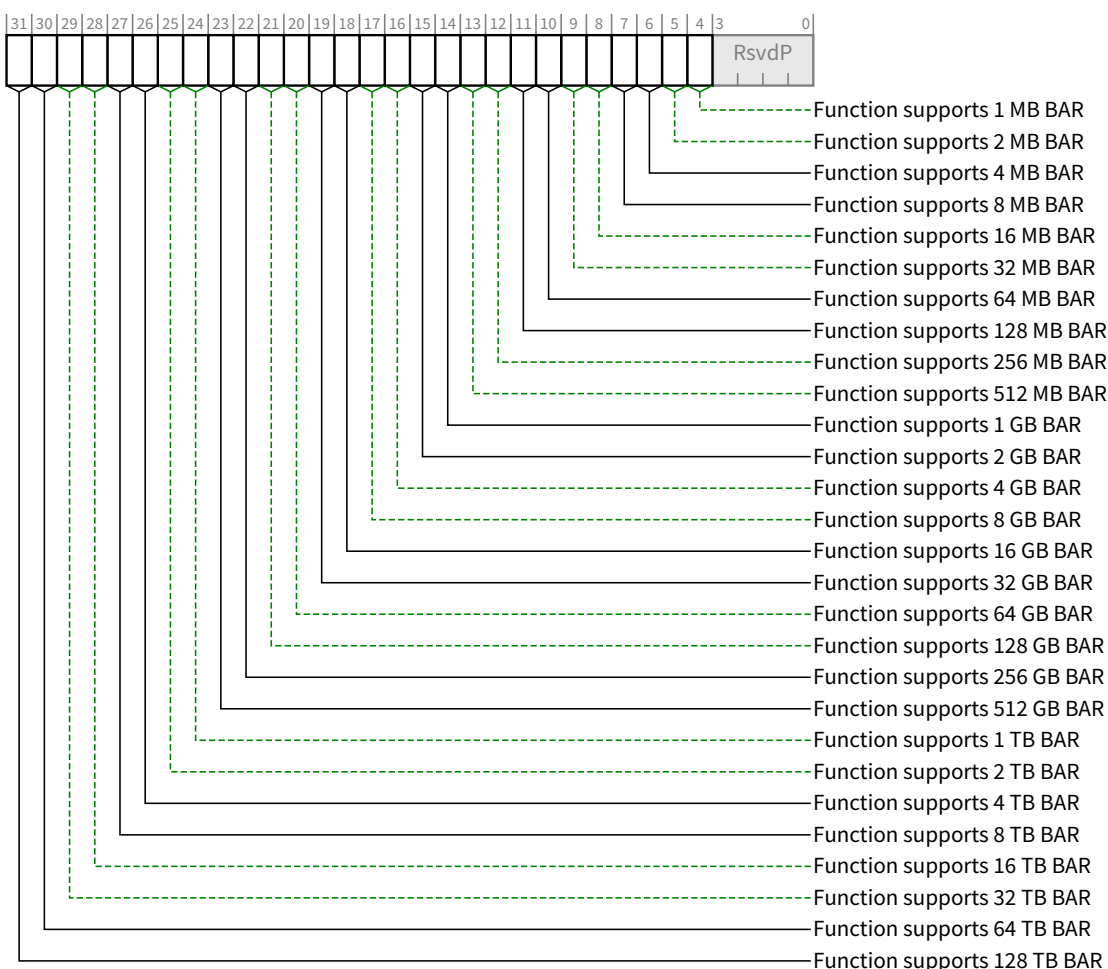 31 30 29 28 27 26 25 24 23 22 21 20 19 18 17 16 15 14 13 12 11 10 9 8 7 6 5 4 3 0
RsvdP
Function supports 1 MB BAR
Function supports 2 MB BAR
Function supports 4 MB BAR
Function supports 8 MB BAR
Function supports 16 MB BAR
Function supports 32 MB BAR
Function supports 64 MB BAR
Function supports 128 MB BAR
Function supports 256 MB BAR
Function supports 512 MB BAR
Function supports 1 GB BAR
Function supports 2 GB BAR
Function supports 4 GB BAR
Function supports 8 GB BAR
Function supports 16 GB BAR
Function supports 32 GB BAR
Function supports 64 GB BAR
Function supports 128 GB BAR
Function supports 256 GB BAR
Function supports 512 GB BAR
Function supports 1 TB BAR
Function supports 2 TB BAR
Function supports 4 TB BAR
Function supports 8 TB BAR
Function supports 16 TB BAR
Function supports 32 TB BAR
Function supports 64 TB BAR
Function supports 128 TB BAR